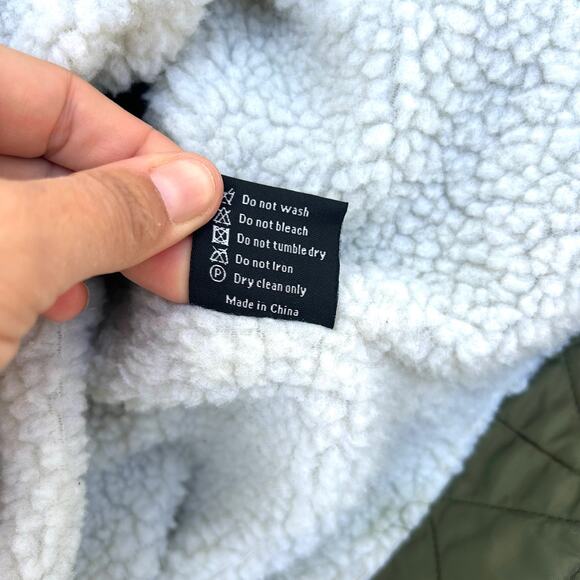 Do not wash
Do not bleach
Do not tumble dry
Do not Iron
P Dry clean only
Made in China